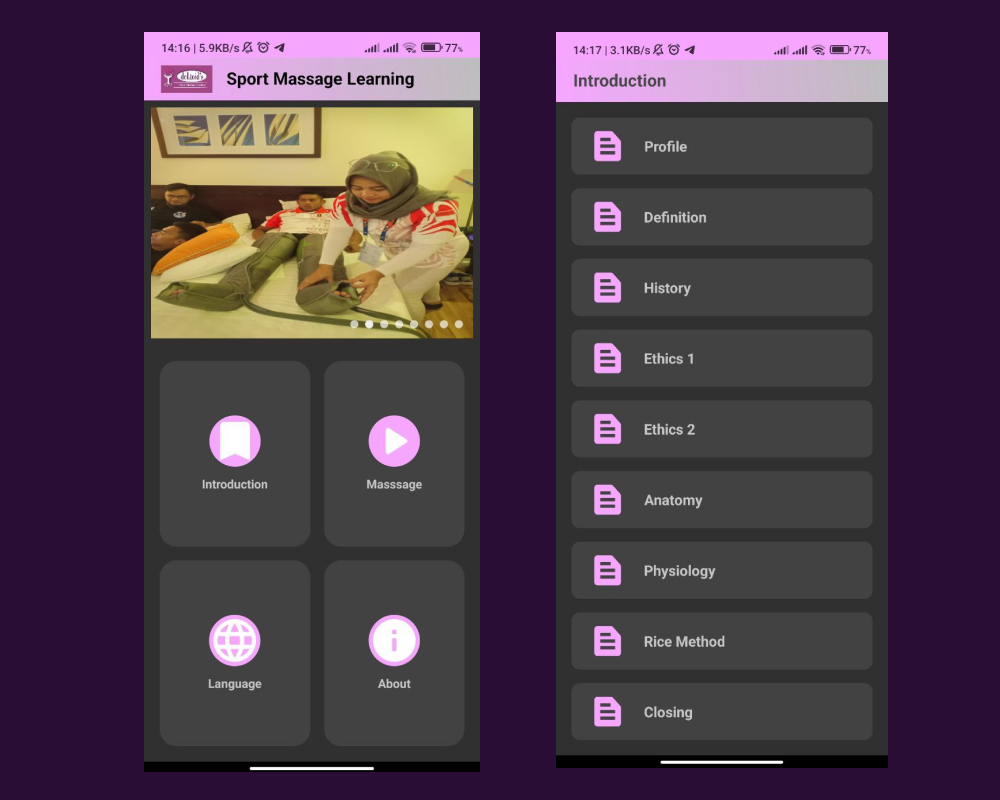 14:16 | 5.9KB/s
77%
deLovid's
Sport Massage Learning
Introduction
Masssage
Language
About
14:17 | 3.1KB/s
77%
Introduction
Profile
Definition
History
Ethics 1
Ethics 2
Anatomy
Physiology
Rice Method
Closing